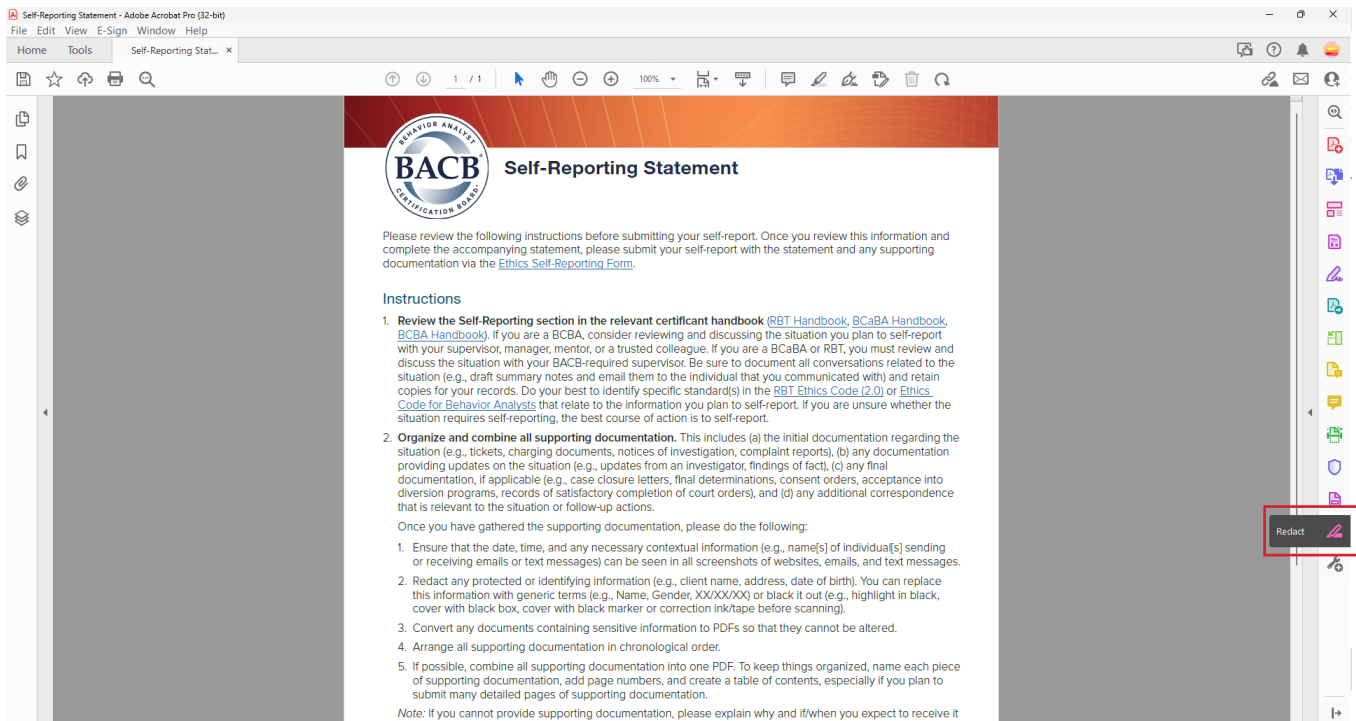 Self-Reporting Statement - Adobe Acrobat Pro (32-bit)
File Edit View E-Sign Window Help
Home Tools Self-Reporting Stat... ×
1 / 1 100%
BEHAVIOR ANALYST
BACB®
CERTIFICATION BOARD
Self-Reporting Statement
Please review the following instructions before submitting your self-report. Once you review this information and
complete the accompanying statement, please submit your self-report with the statement and any supporting
documentation via the Ethics Self-Reporting Form.
Instructions
1. Review the Self-Reporting section in the relevant certificant handbook (RBT Handbook, BCaBA Handbook,
BCBA Handbook). If you are a BCBA, consider reviewing and discussing the situation you plan to self-report
with your supervisor, manager, mentor, or a trusted colleague. If you are a BCaBA or RBT, you must review and
discuss the situation with your BACB-required supervisor. Be sure to document all conversations related to the
situation (e.g., draft summary notes and email them to the individual that you communicated with) and retain
copies for your records. Do your best to identify specific standard(s) in the RBT Ethics Code (2.0) or Ethics
Code for Behavior Analysts that relate to the information you plan to self-report. If you are unsure whether the
situation requires self-reporting, the best course of action is to self-report.
2. Organize and combine all supporting documentation. This includes (a) the initial documentation regarding the
situation (e.g., tickets, charging documents, notices of investigation, complaint reports), (b) any documentation
providing updates on the situation (e.g., updates from an investigator, findings of fact), (c) any final
documentation, if applicable (e.g., case closure letters, final determinations, consent orders, acceptance into
diversion programs, records of satisfactory completion of court orders), and (d) any additional correspondence
that is relevant to the situation or follow-up actions.
Once you have gathered the supporting documentation, please do the following:
1. Ensure that the date, time, and any necessary contextual information (e.g., name[s] of individual[s] sending
or receiving emails or text messages) can be seen in all screenshots of websites, emails, and text messages.
2. Redact any protected or identifying information (e.g., client name, address, date of birth). You can replace
this information with generic terms (e.g., Name, Gender, XX/XX/XX) or black it out (e.g., highlight in black,
cover with black box, cover with black marker or correction ink/tape before scanning).
3. Convert any documents containing sensitive information to PDFs so that they cannot be altered.
4. Arrange all supporting documentation in chronological order.
5. If possible, combine all supporting documentation into one PDF. To keep things organized, name each piece
of supporting documentation, add page numbers, and create a table of contents, especially if you plan to
submit many detailed pages of supporting documentation.
Note: If you cannot provide supporting documentation, please explain why and if/when you expect to receive it
Redact